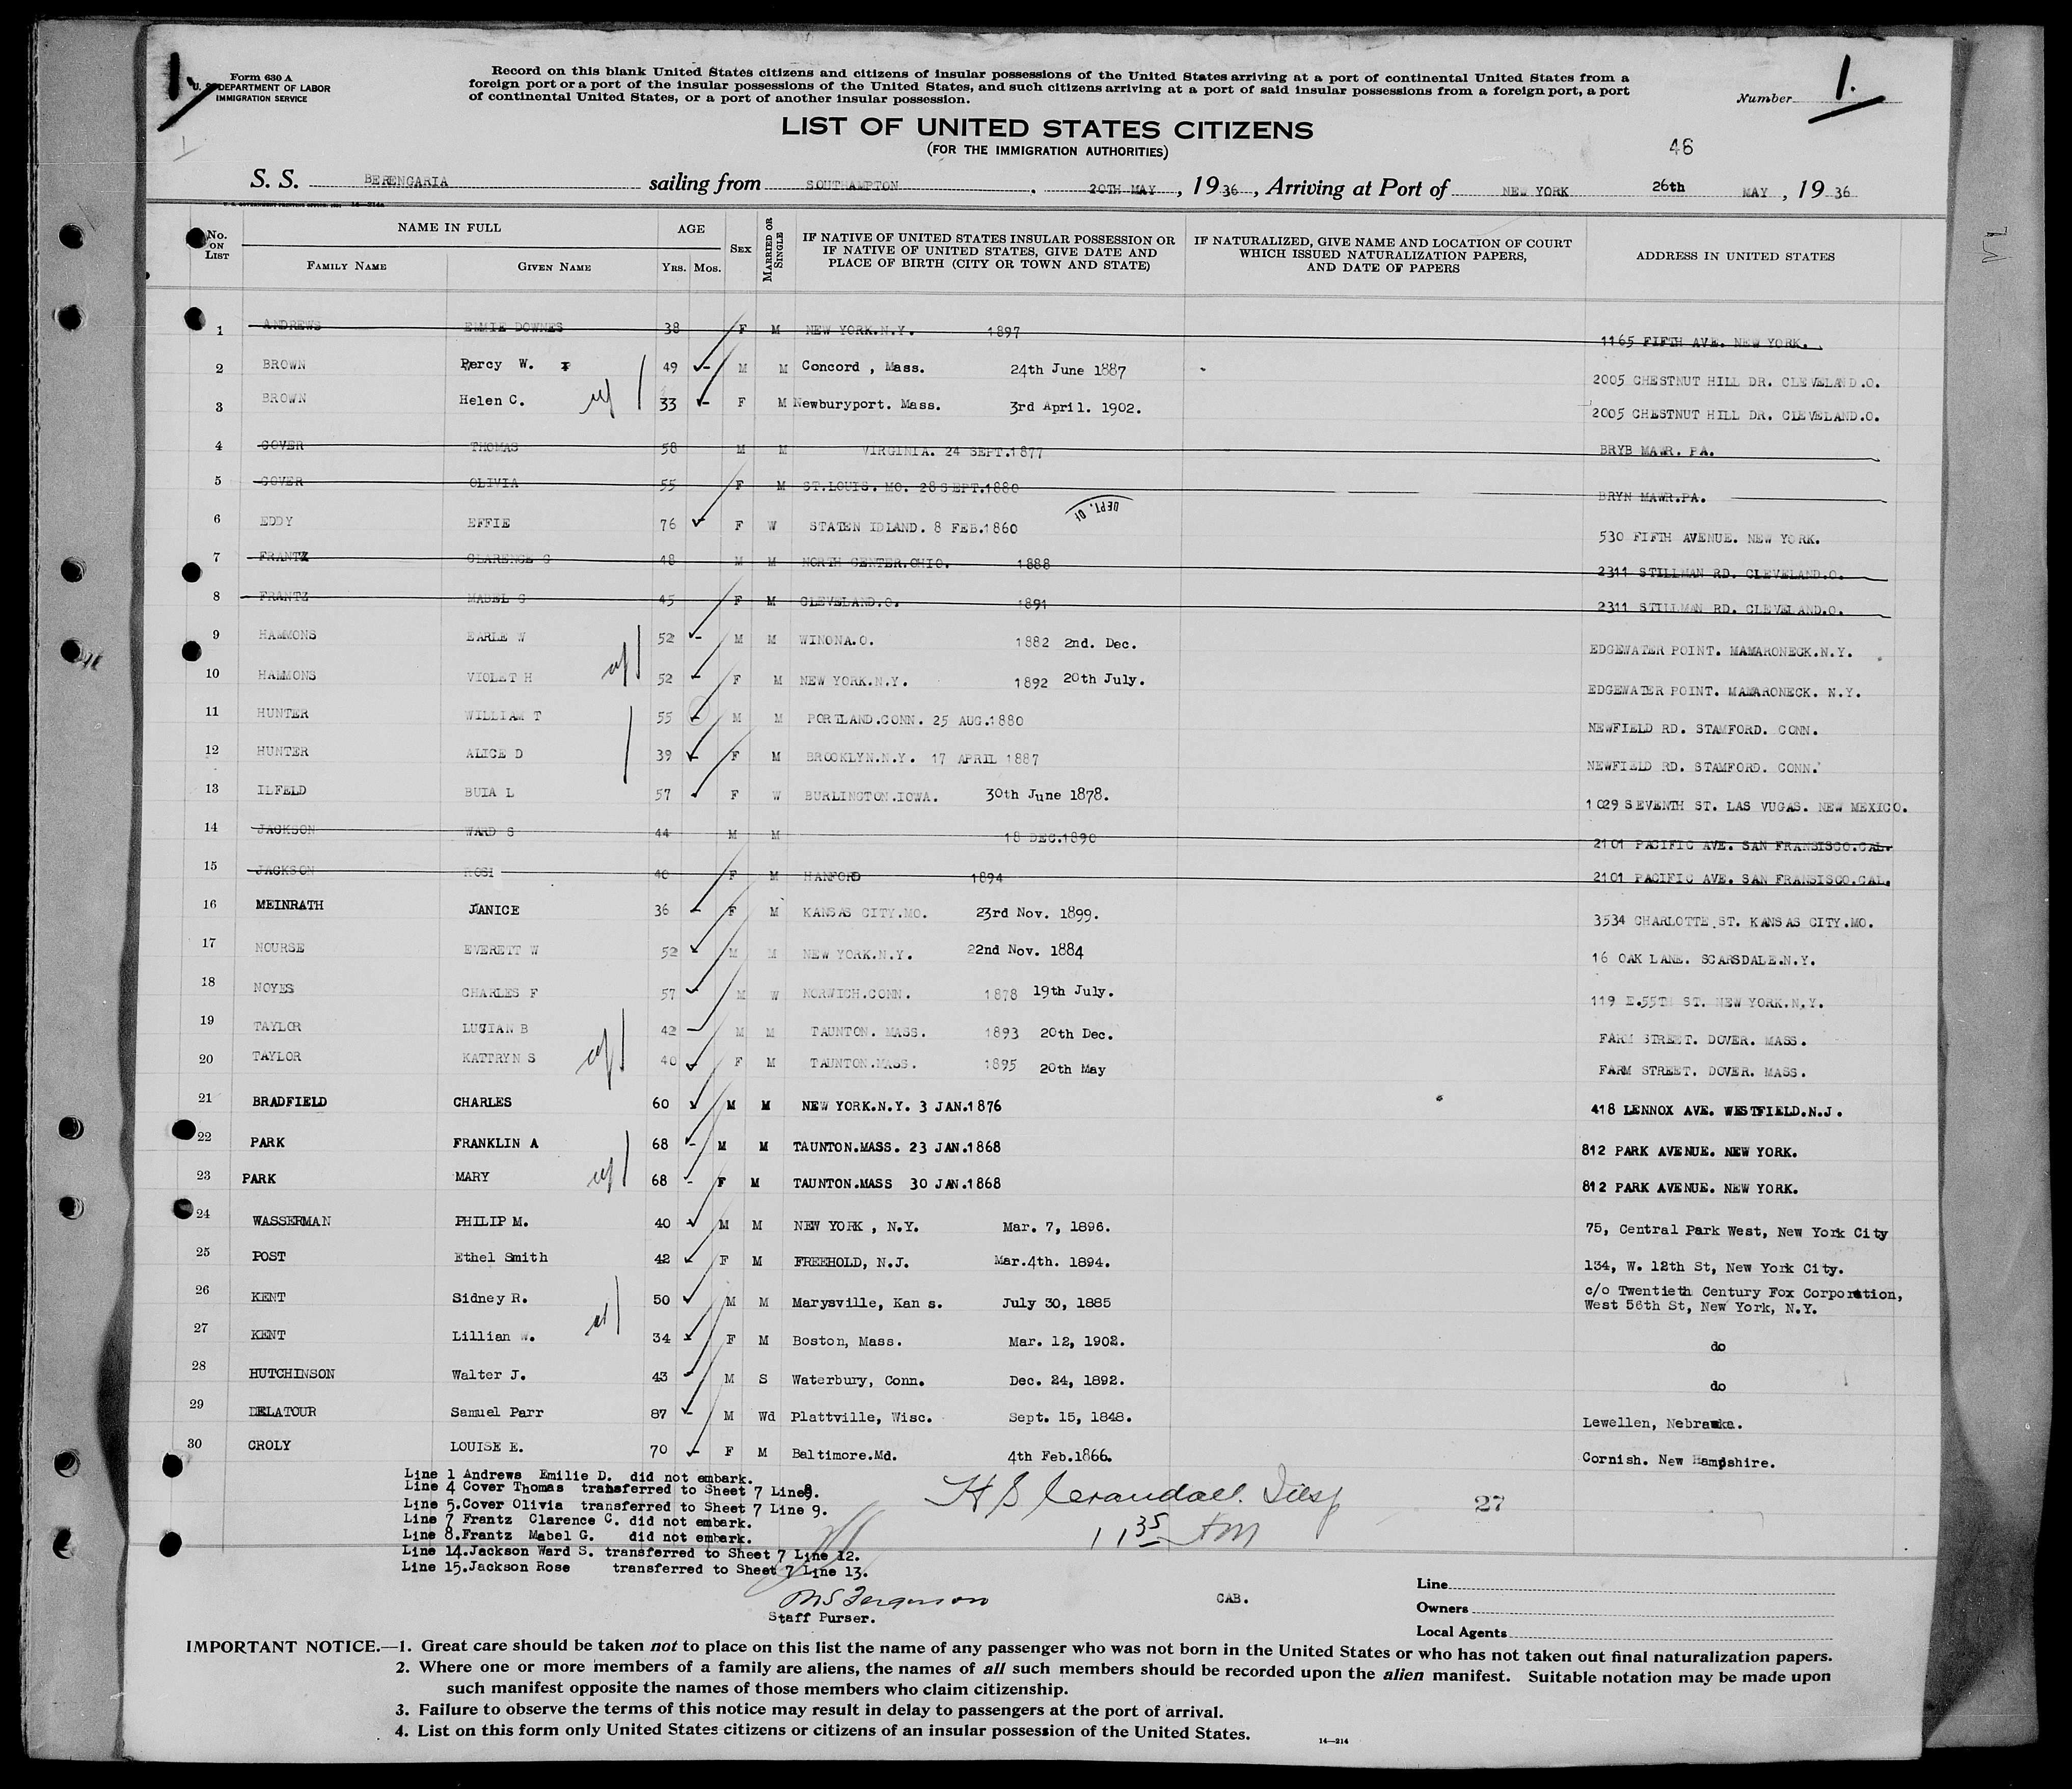 1.
Form 630 A
U. S. DEPARTMENT OF LABOR
IMMIGRATION SERVICE
Record on this blank United States citizens and citizens of insular possessions of the United States arriving at a port of continental United States from a
foreign port or a port of the insular possessions of the United States, and such citizens arriving at a port of said insular possessions from a foreign port, a port
of continental United States, or a port of another insular possession.
Number 1.
LIST OF UNITED STATES CITIZENS
(FOR THE IMMIGRATION AUTHORITIES)
46
S. S. BERENGARIA sailing from SOUTHAMPTON . 20TH MAY , 19 36 , Arriving at Port of NEW YORK 26th MAY , 19 36
No. ON LIST NAME IN FULL FAMILY NAME GIVEN NAME AGE YRS. MOS. SEX MARRIED OR SINGLE IF NATIVE OF UNITED STATES INSULAR POSSESSION OR IF NATIVE OF UNITED STATES, GIVE DATE AND PLACE OF BIRTH (CITY OR TOWN AND STATE) IF NATURALIZED, GIVE NAME AND LOCATION OF COURT WHICH ISSUED NATURALIZATION PAPERS, AND DATE OF PAPERS ADDRESS IN UNITED STATES
1 ANDREWS EMMIE DOWNES 38 F M NEW YORK.N.Y. 1897 1165 FIFTH AVE. NEW YORK.
2 BROWN Percy W. 49 M M Concord , Mass. 24th June 1887 2005 CHESTNUT HILL DR. CLEVELAND.O.
3 BROWN Helen C. 33 F M Newburyport. Mass. 3rd April. 1902. 2005 CHESTNUT HILL DR. CLEVELAND.O.
4 COVER THOMAS 58 M M VIRGINIA. 24 SEPT.1877 BRYB MAWR. PA.
5 COVER OLIVIA 55 F M ST.LOUIS. MO. 28 SEPT.1880 BRYN MAWR.PA.
DEPT. OF
6 EDDY EFFIE 76 F W STATEN IDLAND. 8 FEB.1860 530 FIFTH AVENUE. NEW YORK.
7 FRANTZ CLARENCE G 48 M M NORTH CENTER.OHIO. 1888 2311 STILLMAN RD. CLEVELAND.O.
8 FRANTZ MABEL G 45 F M CLEVELAND.O. 1891 2311 STILLMAN RD. CLEVELAND.O.
9 HAMMONS EARLE W 52 M M WINONA.O. 1882 2nd. Dec. EDGEWATER POINT. MAMARONECK.N.Y.
10 HAMMONS VIOLET H 52 F M NEW YORK.N.Y. 1892 20th July. EDGEWATER POINT. MAMARONECK. N.Y.
11 HUNTER WILLIAM T 55 M M PORTLAND.CONN. 25 AUG.1880 NEWFIELD RD. STAMFORD. CONN.
12 HUNTER ALICE D 39 F M BROOKLYN.N.Y. 17 APRIL 1887 NEWFIELD RD. STAMFORD. CONN.
13 ILFELD BUIA L 57 F W BURLINGTON.IOWA. 30th June 1878. 1029 SEVENTH ST. LAS VUGAS. NEW MEXICO.
14 JACKSON WARD S 44 M M 18 DEC.1890 2101 PACIFIC AVE. SAN FRANSISCO.CAL.
15 JACKSON ROSI 40 F M HANFORD 1894 2101 PACIFIC AVE. SAN FRANSISCO.CAL.
16 MEINRATH JANICE 36 F M KANSAS CITY.MO. 23rd Nov. 1899. 3534 CHARLOTTE.ST. KANSAS CITY.MO.
17 NOURSE EVERETT W 52 M M NEW YORK.N.Y. 22nd Nov. 1884 16 OAK LANE. SCARSDALE.N.Y.
18 NOYES CHARLES F 57 M W NORWICH.CONN. 1878 19th July. 119 E.55TH ST. NEW YORK.N.Y.
19 TAYLOR LUCIAN B 42 M M TAUNTON. MASS. 1893 20th Dec. FARM STREET. DOVER. MASS.
20 TAYLOR KATTRYN S 40 F M TAUNTON.MASS. 1895 20th May FARM STREET. DOVER. MASS.
21 BRADFIELD CHARLES 60 M M NEW YORK.N.Y. 3 JAN.1876 418 LENNOX AVE. WESTFIELD.N.J.
22 PARK FRANKLIN A 68 M M TAUNTON.MASS. 23 JAN.1868 812 PARK AVENUE. NEW YORK.
23 PARK MARY 68 F M TAUNTON.MASS 30 JAN.1868 812 PARK AVENUE. NEW YORK.
24 WASSERMAN PHILIP M. 40 M M NEW YORK , N.Y. Mar. 7, 1896. 75, Central Park West, New York City
25 POST Ethel Smith 42 F M FREEHOLD, N.J. Mar.4th. 1894. 134, W. 12th St, New York City.
26 KENT Sidney R. 50 M M Marysville, Kans. July 30, 1885 c/o Twentieth Century Fox Corporation, West 56th St, New York, N.Y.
27 KENT Lillian W. 34 F M Boston, Mass. Mar. 12, 1902. do
28 HUTCHINSON Walter J. 43 M S Waterbury, Conn. Dec. 24, 1892. do
29 DELATOUR Samuel Parr 87 M Wd Plattville, Wisc. Sept. 15, 1848. Lewellen, Nebraska.
30 CROLY LOUISE E. 70 F M Baltimore.Md. 4th Feb.1866. Cornish. New Hampshire.
Line 1 Andrews Emilie D. did not embark.
Line 4 Cover Thomas transferred to Sheet 7 Line8.
Line 5.Cover Olivia transferred to Sheet 7 Line 9.
Line 7 Frantz Clarence C. did not embark.
Line 8.Frantz Mabel G. did not embark.
Line 14.Jackson Ward S. transferred to Sheet 7 Line 12.
Line 15.Jackson Rose transferred to Sheet 7 Line 13.
H S Crandall. Insp
11 35 AM
27
Staff Purser.
CAB.
Line
Owners
Local Agents
IMPORTANT NOTICE.—1. Great care should be taken not to place on this list the name of any passenger who was not born in the United States or who has not taken out final naturalization papers.
2. Where one or more members of a family are aliens, the names of all such members should be recorded upon the alien manifest. Suitable notation may be made upon
such manifest opposite the names of those members who claim citizenship.
3. Failure to observe the terms of this notice may result in delay to passengers at the port of arrival.
4. List on this form only United States citizens or citizens of an insular possession of the United States.
14—214